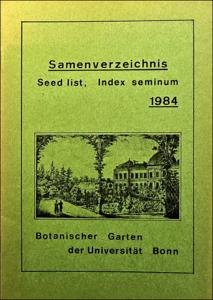 Samenverzeichnis
Seed list, Index seminum
1984
Botanischer Garten
der Universität Bonn